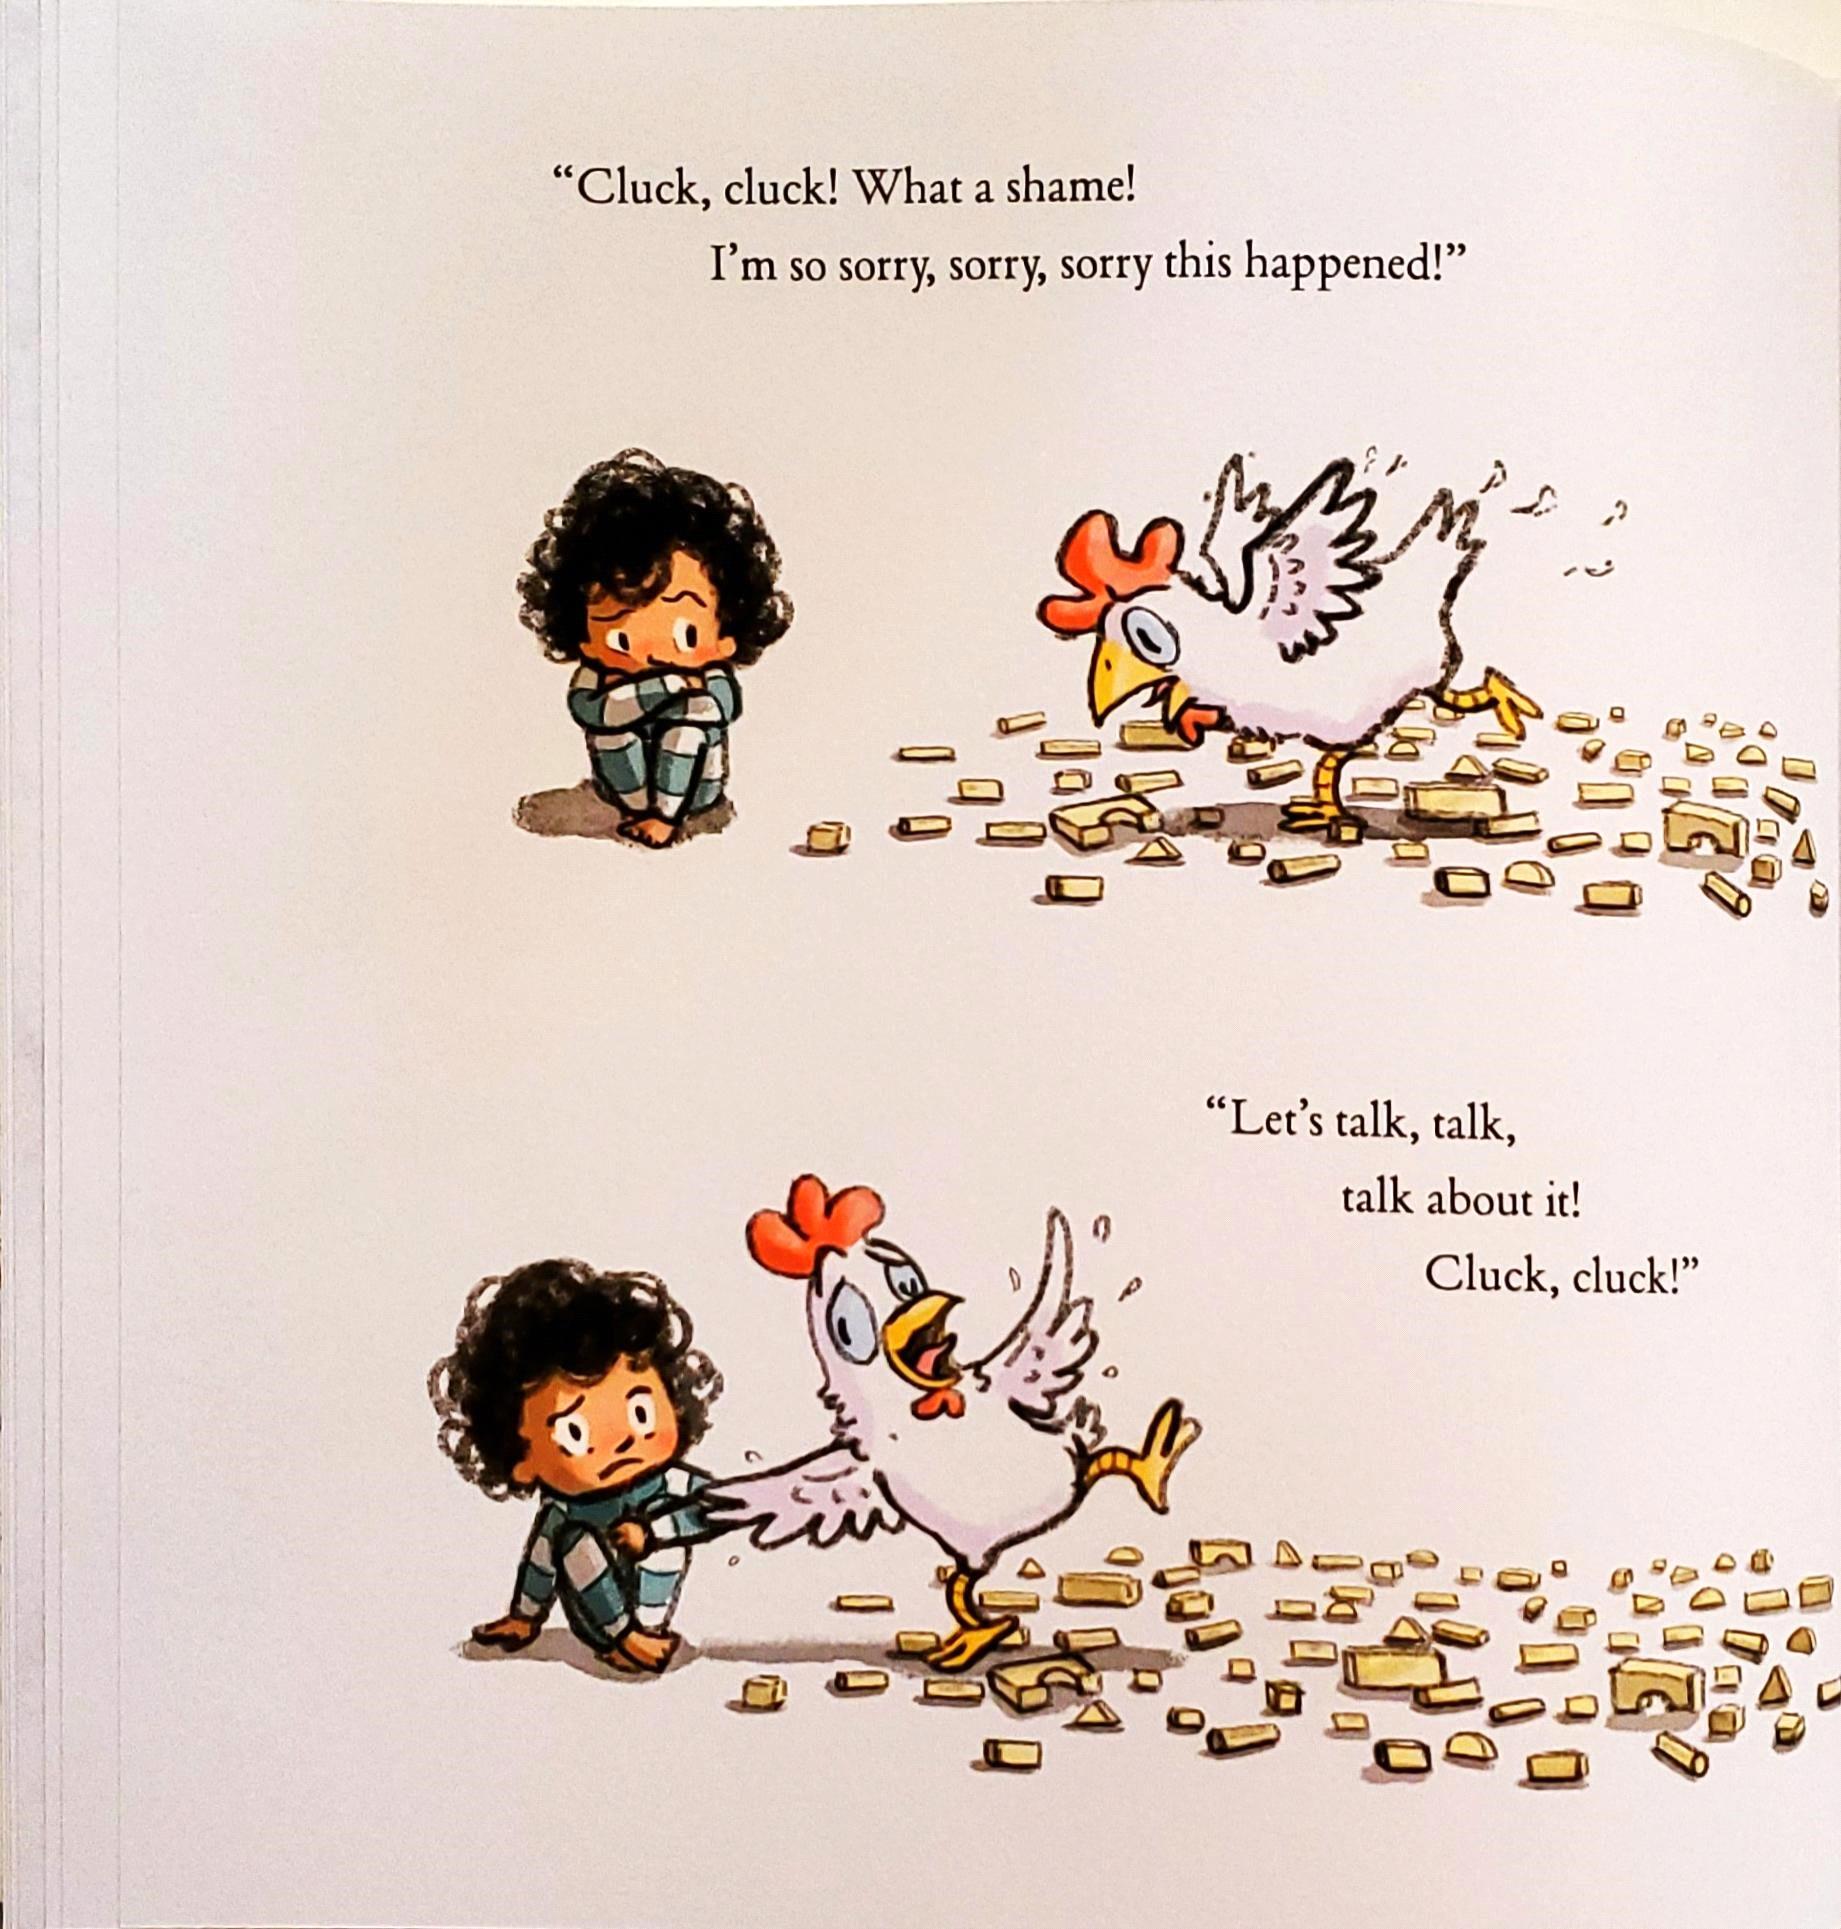 “Cluck, cluck! What a shame!
I’m so sorry, sorry, sorry this happened!”
“Let’s talk, talk,
talk about it!
Cluck, cluck!”